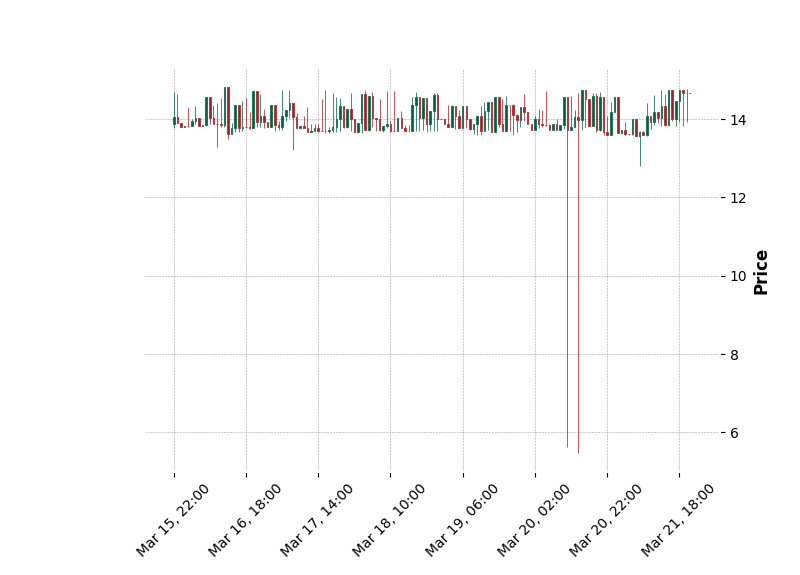 14
12
10
8
6
Price
Mar 15, 22:00
Mar 16, 18:00
Mar 17, 14:00
Mar 18, 10:00
Mar 19, 06:00
Mar 20, 02:00
Mar 20, 22:00
Mar 21, 18:00